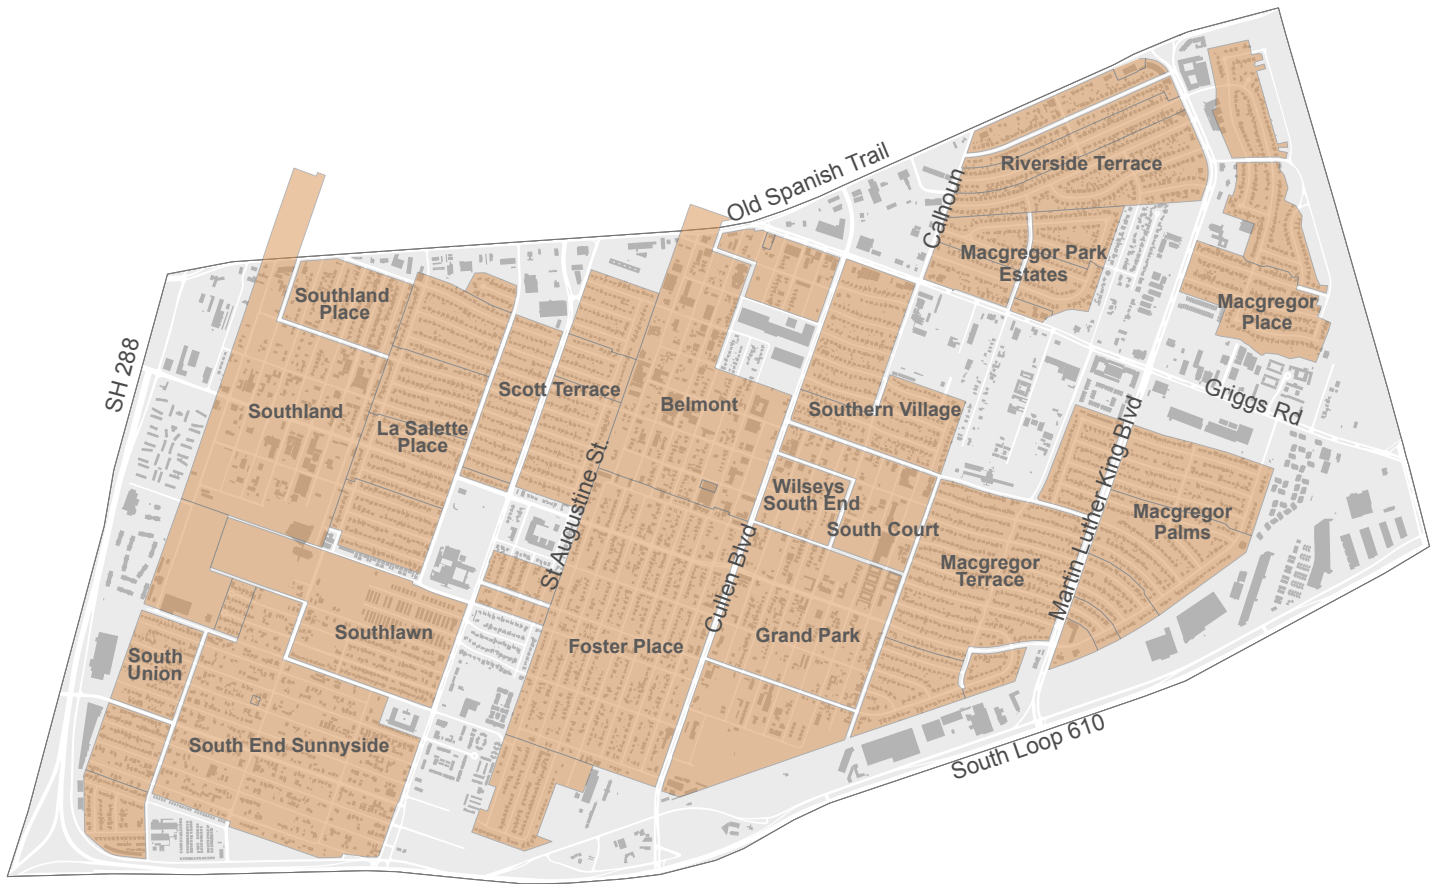 Old Spanish Trail
Calhoun
Riverside Terrace
Macgregor Park
Estates
Southland
Place
Macgregor
Place
SH 288
Southland
Scott Terrace
Belmont
Southern Village
Griggs Rd
La Salette
Place
St Augustine St.
Wilseys
South End
South Court
Martin Luther King Blvd
Macgregor
Palms
Macgregor
Terrace
Cullen Blvd
Southlawn
Foster Place
Grand Park
South
Union
South End Sunnyside
South Loop 610